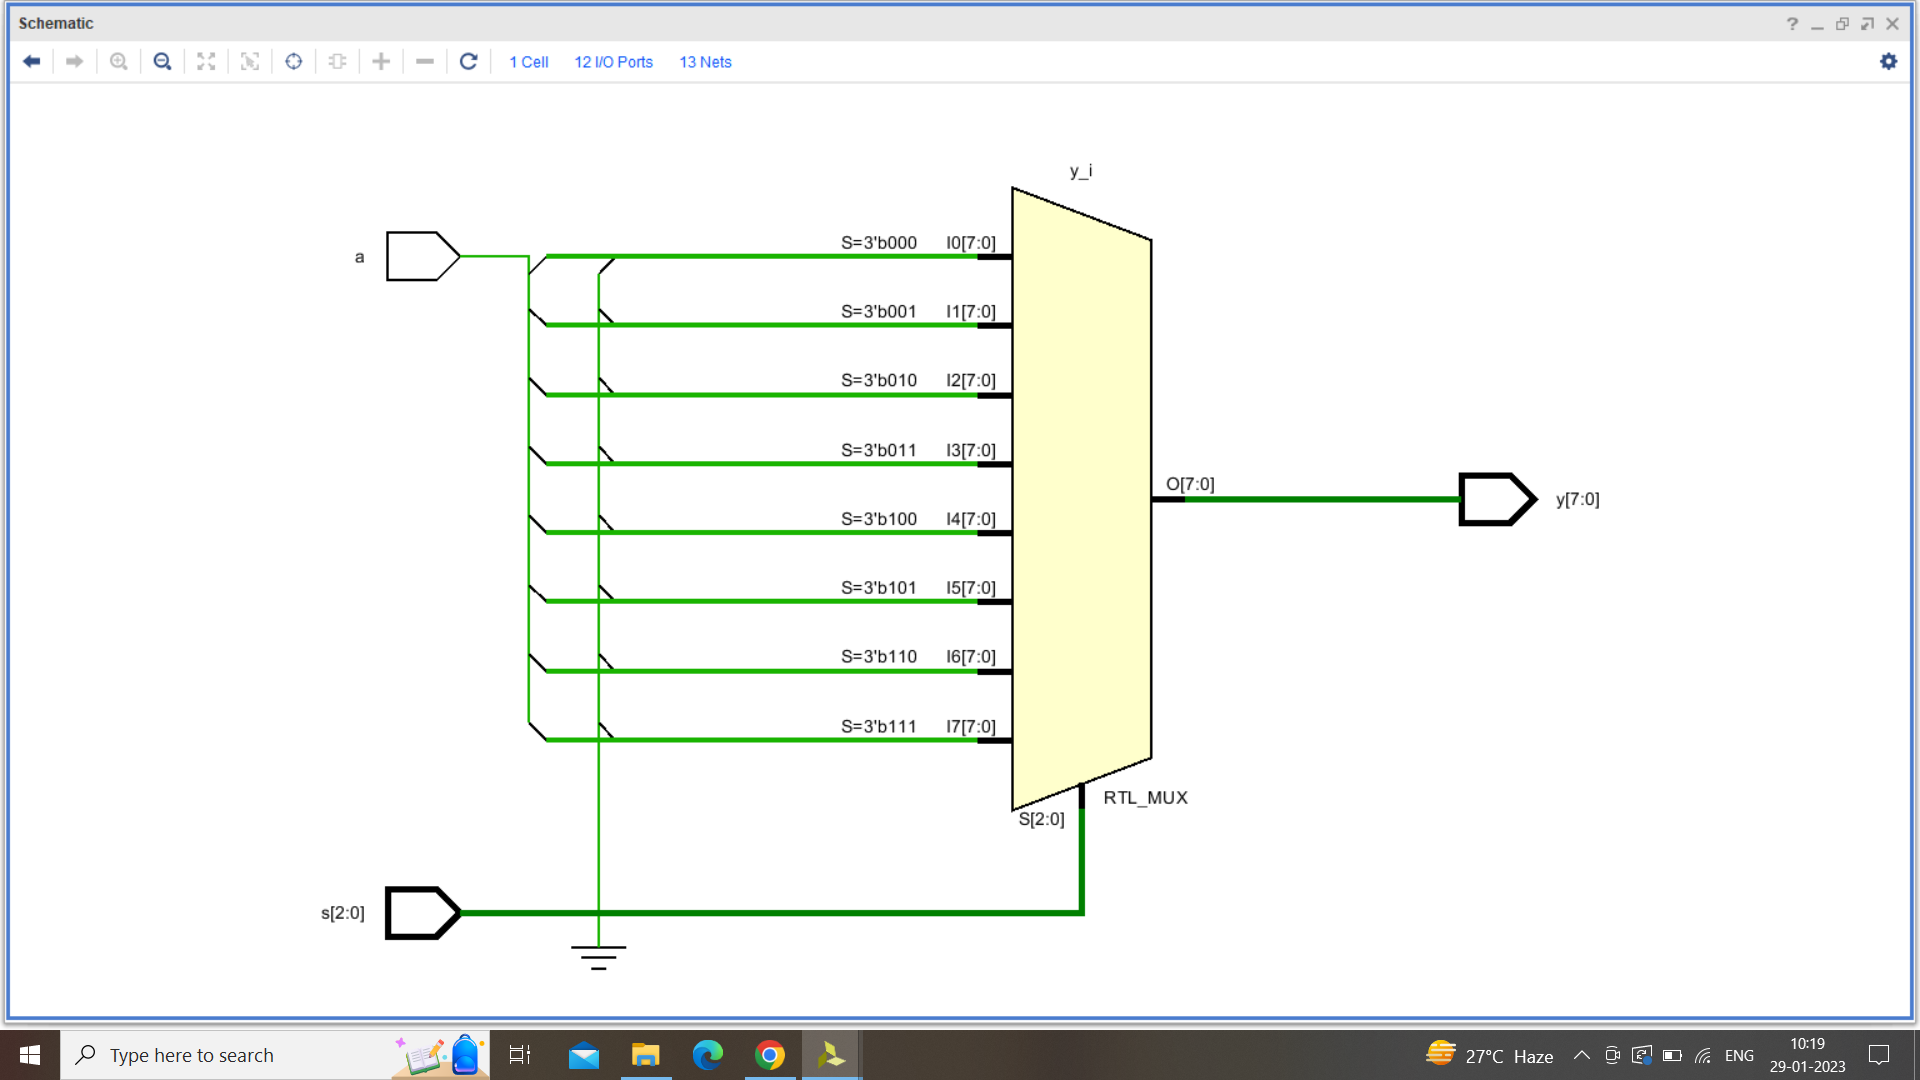 Schematic
1 Cell 12 I/O Ports 13 Nets
y_i
a
S=3'b000 I0[7:0]
S=3'b001 I1[7:0]
S=3'b010 I2[7:0]
S=3'b011 I3[7:0]
O[7:0]
y[7:0]
S=3'b100 I4[7:0]
S=3'b101 I5[7:0]
S=3'b110 I6[7:0]
S=3'b111 I7[7:0]
RTL_MUX
S[2:0]
s[2:0]
Type here to search
27°C Haze
ENG
10:19
29-01-2023